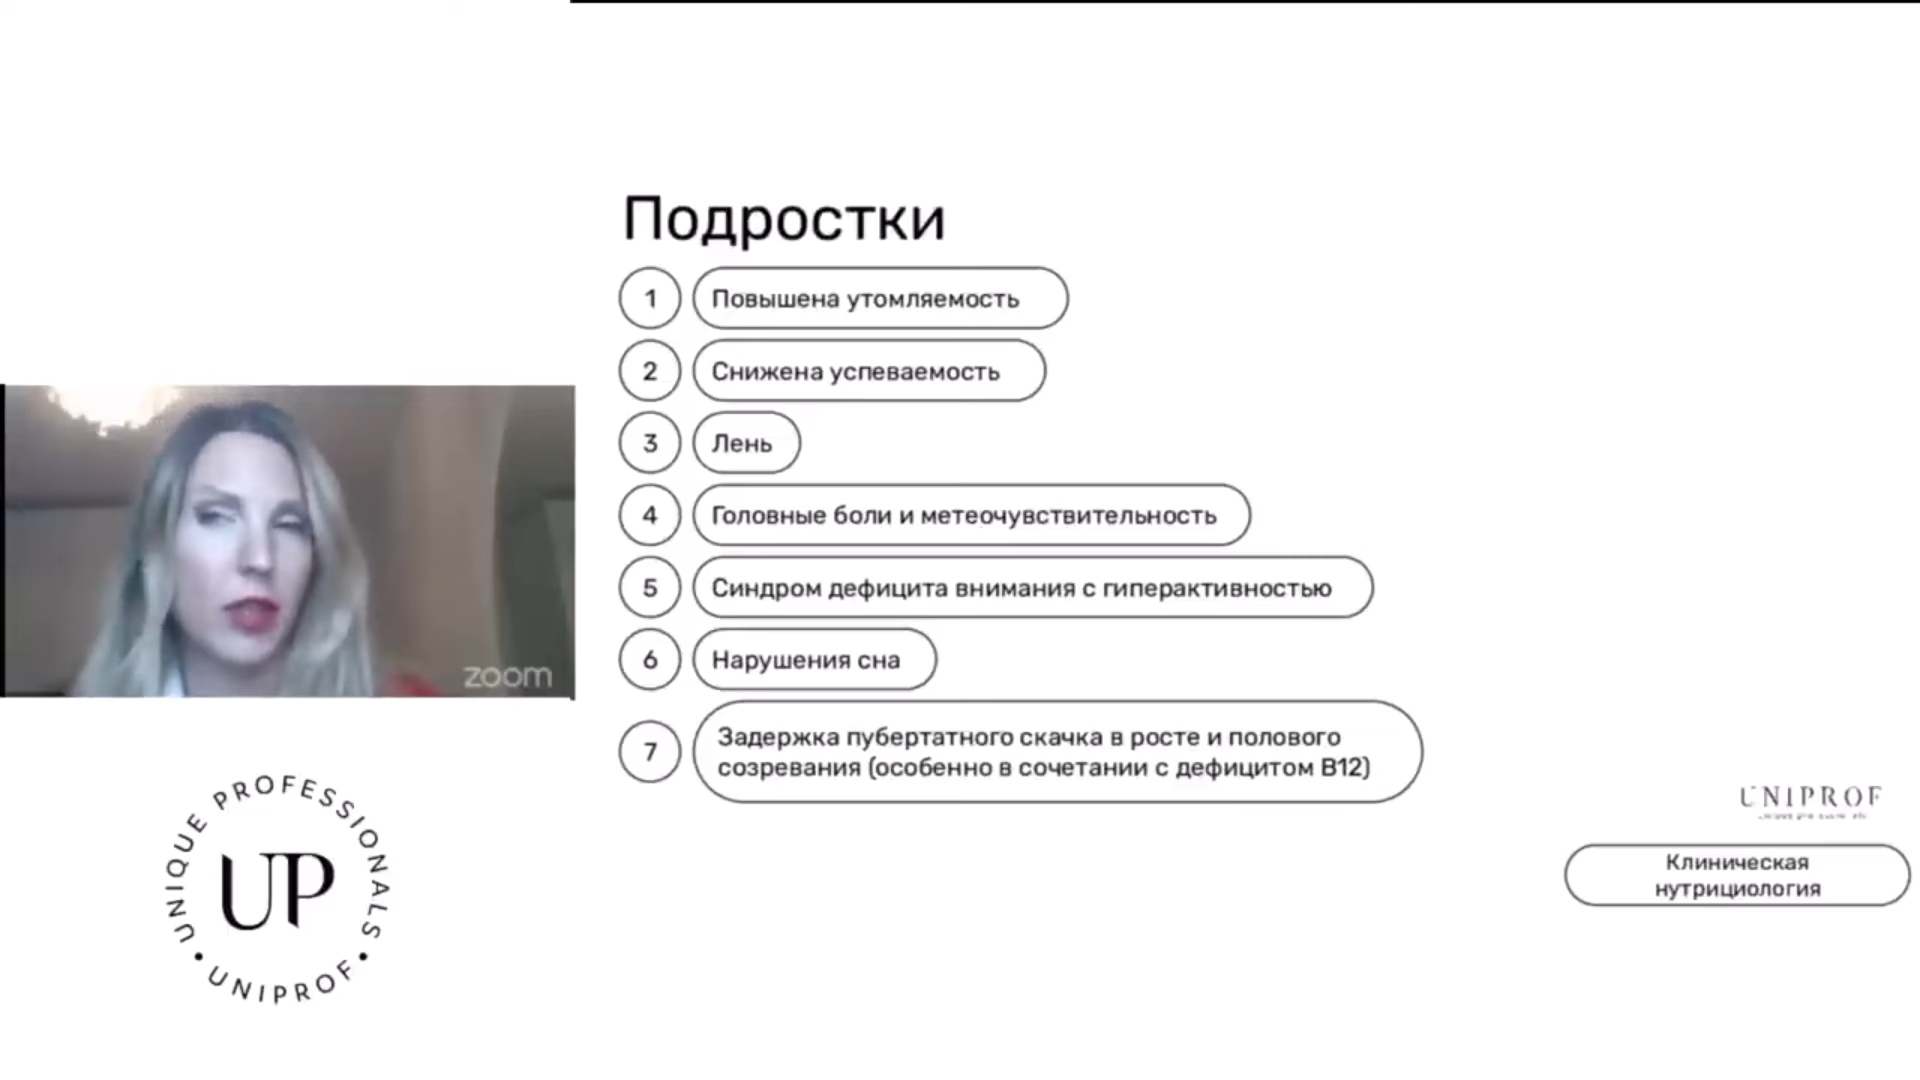 Подростки
1
Повышена утомляемость
2
Снижена успеваемость
3
Лень
4
Головные боли и метеочувствительность
5
Синдром дефицита внимания с гиперактивностью
6
Нарушения сна
7
Задержка пубертатного скачка в росте и полового
созревания (особенно в сочетании с дефицитом В12)
zoom
UNIQUE PROFESSIONALS
UP
• UNIPROF •
UNIPROF
Клиническая
нутрициология